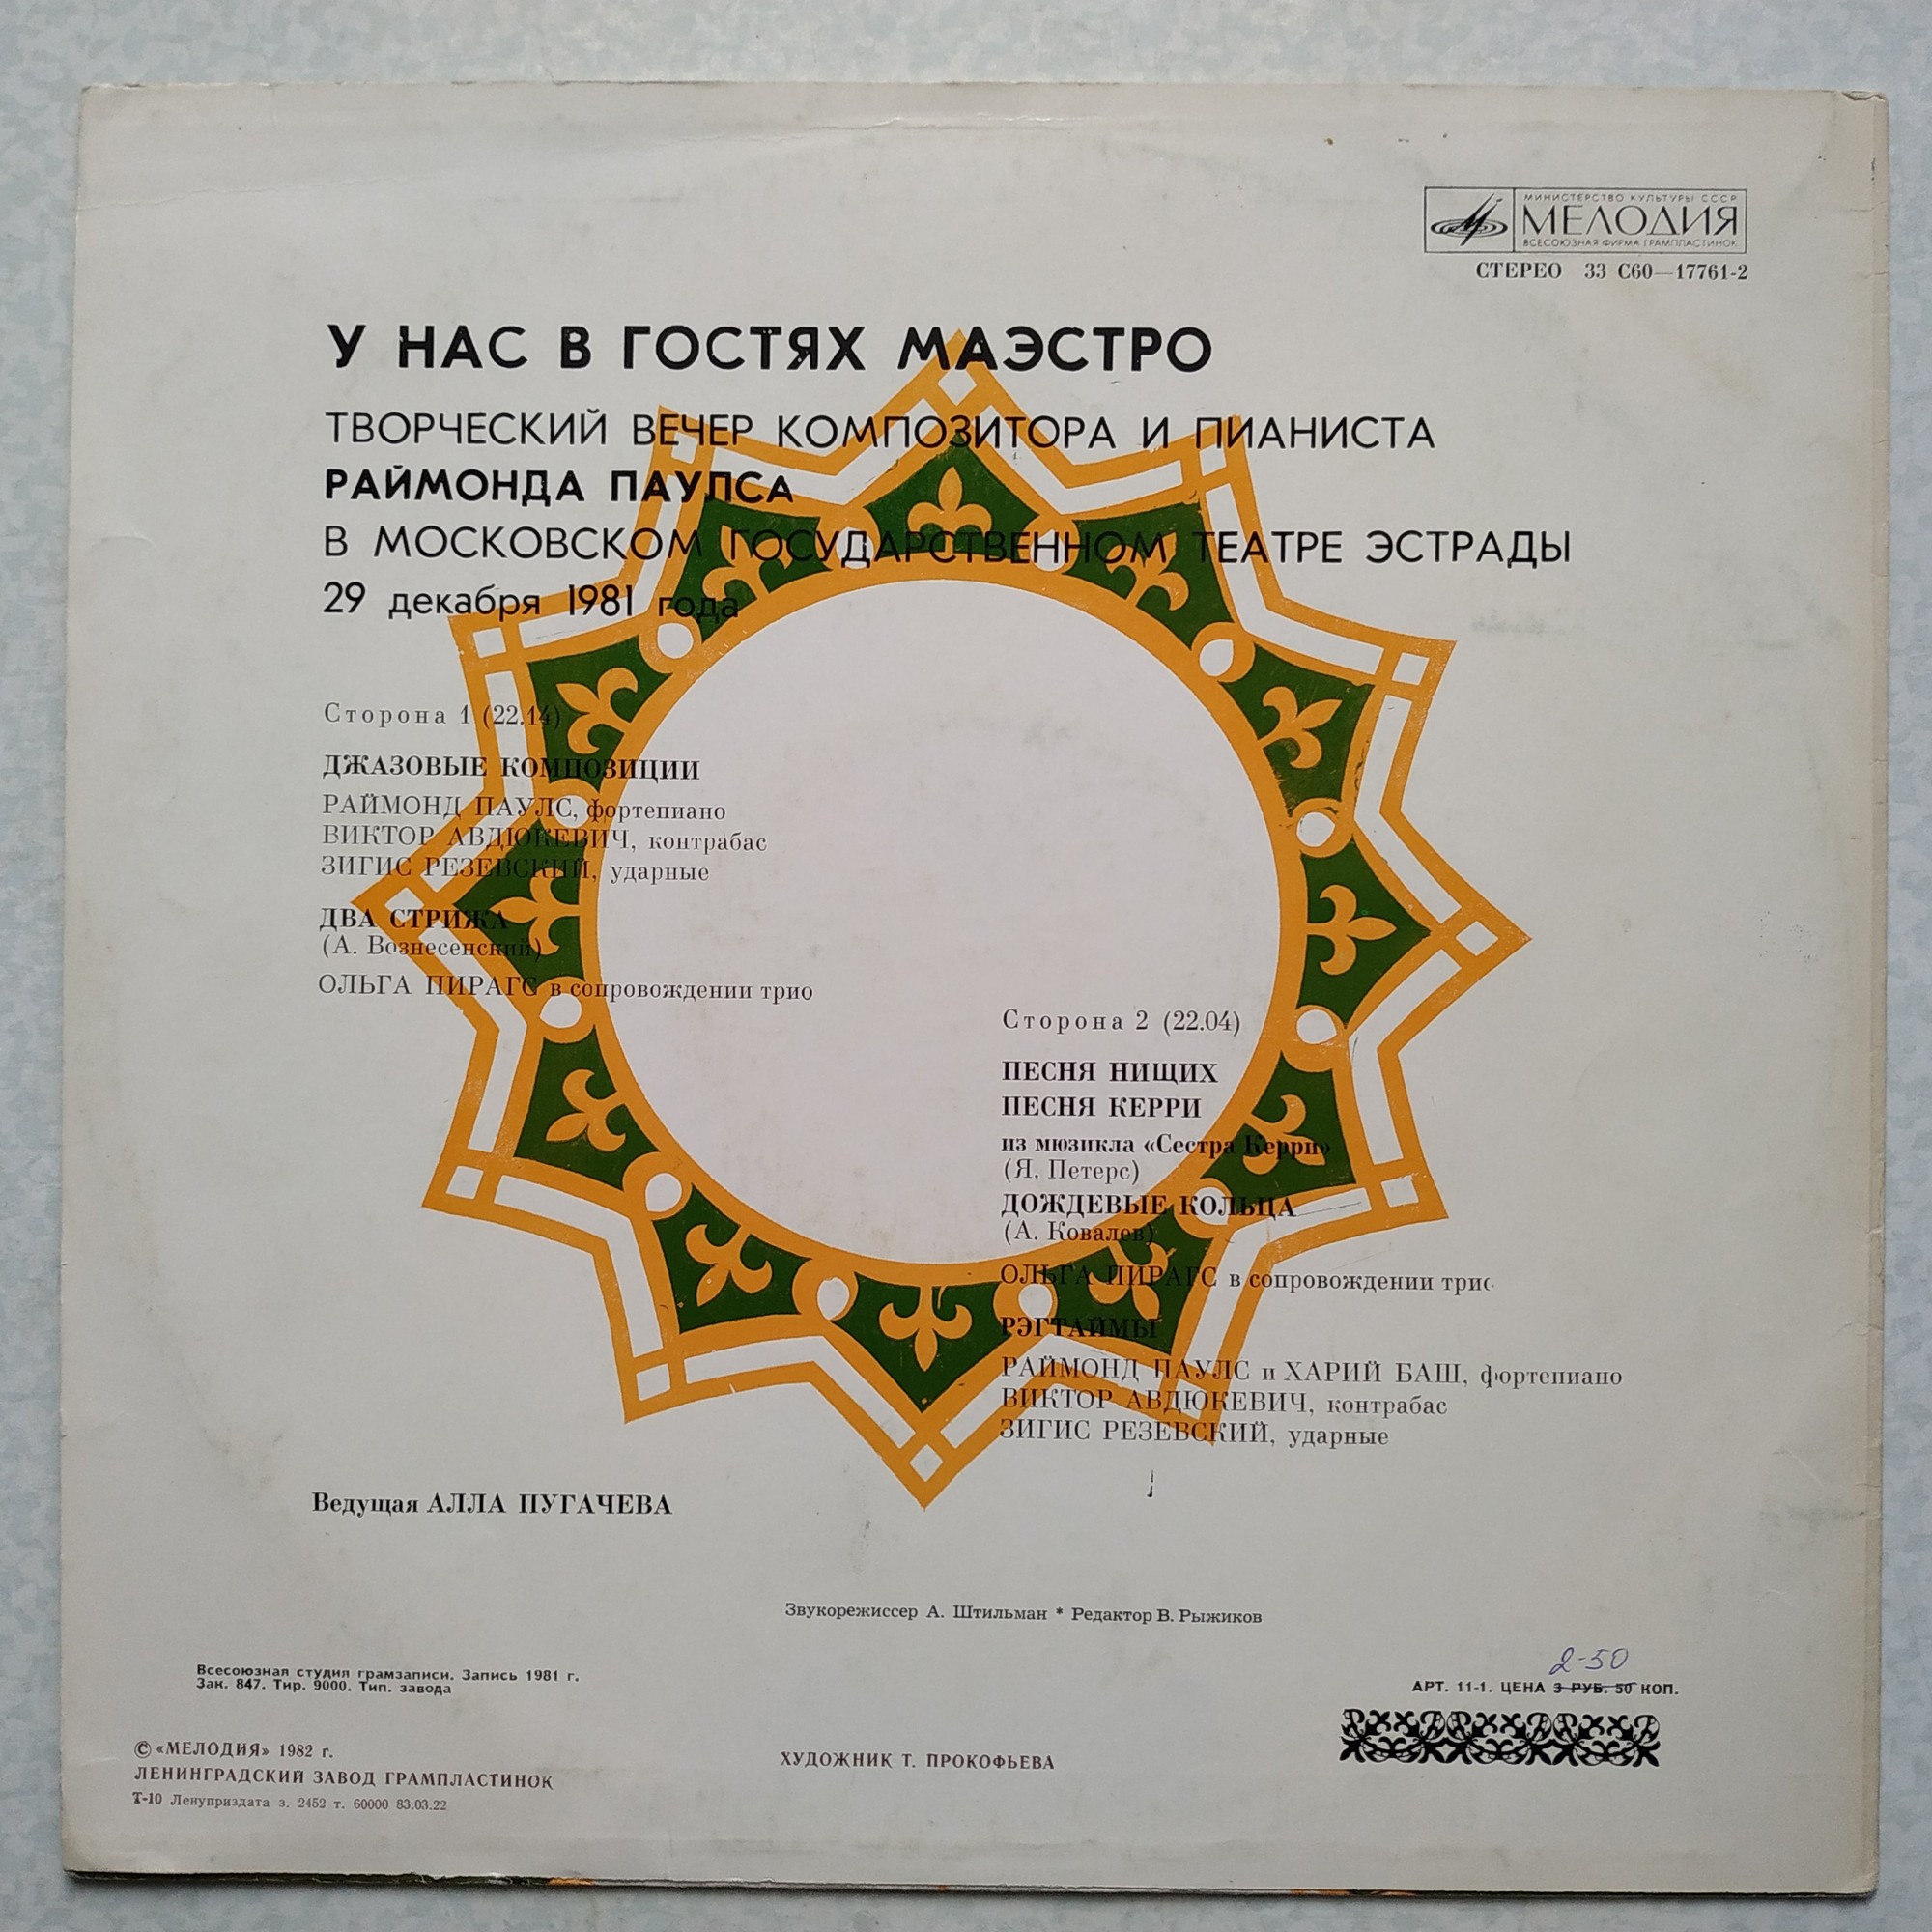 МИНИСТЕРСТВО КУЛЬТУРЫ СССР
МЕЛОДИЯ
ВСЕСОЮЗНАЯ ФИРМА ГРАМПЛАСТИНОК
СТЕРЕО 33 С60—17761-2
У НАС В ГОСТЯХ МАЭСТРО
ТВОРЧЕСКИЙ ВЕЧЕР КОМПОЗИТОРА И ПИАНИСТА
РАЙМОНДА ПАУЛСА
В МОСКОВСКОМ ГОСУДАРСТВЕННОМ ТЕАТРЕ ЭСТРАДЫ
29 декабря 1981 года
Сторона 1 (22.14)
ДЖАЗОВЫЕ КОМПОЗИЦИИ
РАЙМОНД ПАУЛС, фортепиано
ВИКТОР АВДЮКЕВИЧ, контрабас
ЗИГИС РЕЗЕВСКИЙ, ударные
ДВА СТРИЖА
(А. Вознесенский)
ОЛЬГА ПИРАГС в сопровождении трио
Сторона 2 (22.04)
ПЕСНЯ НИЩИХ
ПЕСНЯ КЕРРИ
из мюзикла «Сестра Керри»
(Я. Петерс)
ДОЖДЕВЫЕ КОЛЬЦА
(А. Ковалев)
ОЛЬГА ПИРАГС в сопровождении трио
РЭГТАЙМЫ
РАЙМОНД ПАУЛС и ХАРИЙ БАШ, фортепиано
ВИКТОР АВДЮКЕВИЧ, контрабас
ЗИГИС РЕЗЕВСКИЙ, ударные
Ведущая АЛЛА ПУГАЧЕВА
Звукорежиссер А. Штильман * Редактор В. Рыжиков
Всесоюзная студия грамзаписи. Запись 1981 г.
Зак. 847. Тир. 9000. Тип. завода
2-50
АРТ. 11-1. ЦЕНА 3 РУБ. 50 КОП.
© «МЕЛОДИЯ» 1982 г.
ЛЕНИНГРАДСКИЙ ЗАВОД ГРАМПЛАСТИНОК
Т-10 Ленуприздата з. 2452 т. 60000 83.03.22
ХУДОЖНИК Т. ПРОКОФЬЕВА